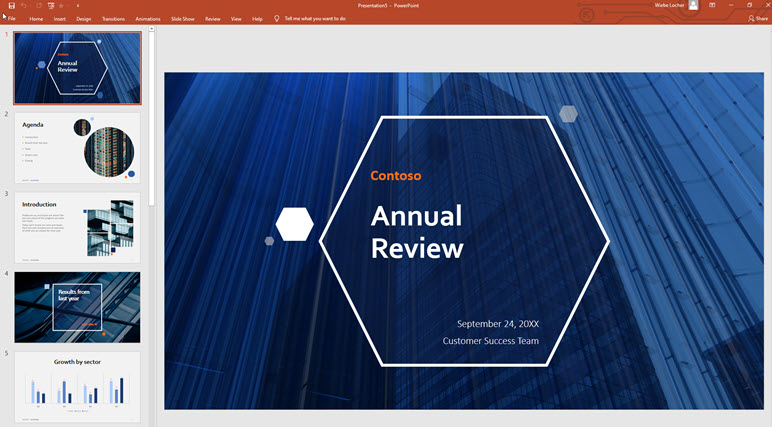 Presentation5 - PowerPoint
Wieke Locher
File Home Insert Design Transitions Animations Slide Show Review View Help Tell me what you want to do
Share
1
Contoso
Annual
Review
2
Agenda
3
Introduction
4
Results from
last year
5
Growth by sector
Contoso
Annual
Review
September 24, 20XX
Customer Success Team